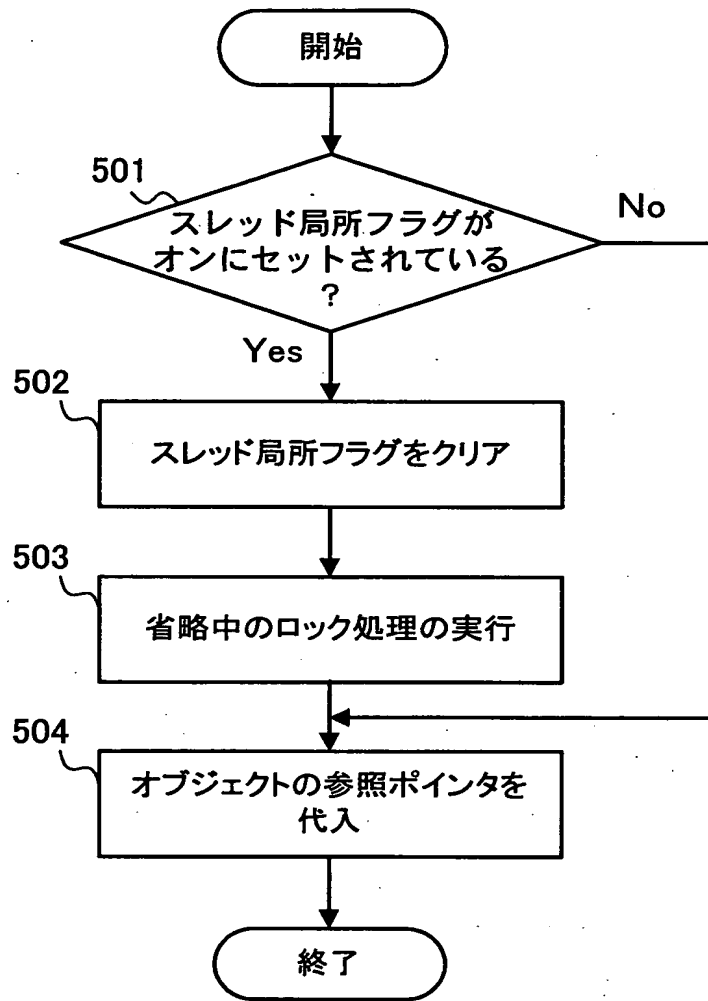 開始
501
スレッド局所フラグが
オンにセットされている
?
No
Yes
502
スレッド局所フラグをクリア
503
省略中のロック処理の実行
504
オブジェクトの参照ポインタを
代入
終了